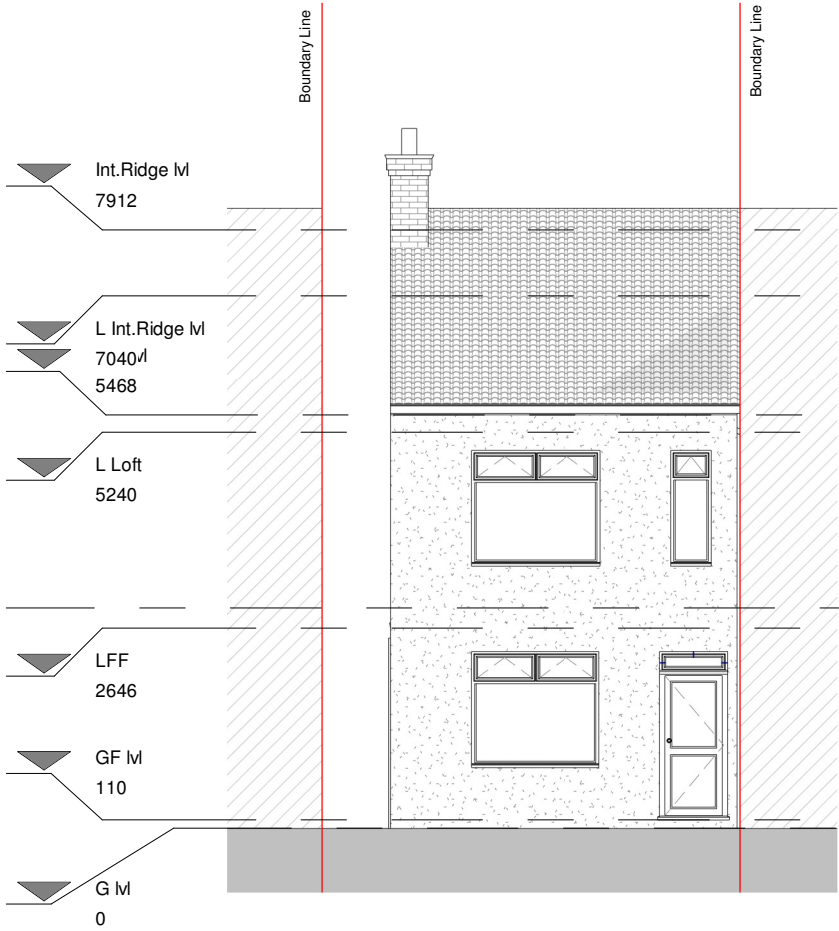 Boundary Line
Boundary Line
Int.Ridge lvl
7912
L Int.Ridge lvl
7040
5468
L Loft
5240
LFF
2646
GF lvl
110
G lvl
0